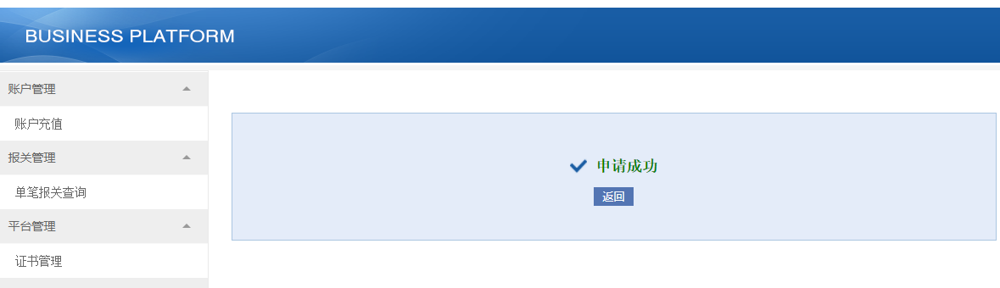 BUSINESS PLATFORM
账户管理
账户充值
报关管理
单笔报关查询
平台管理
证书管理
申请成功
返回